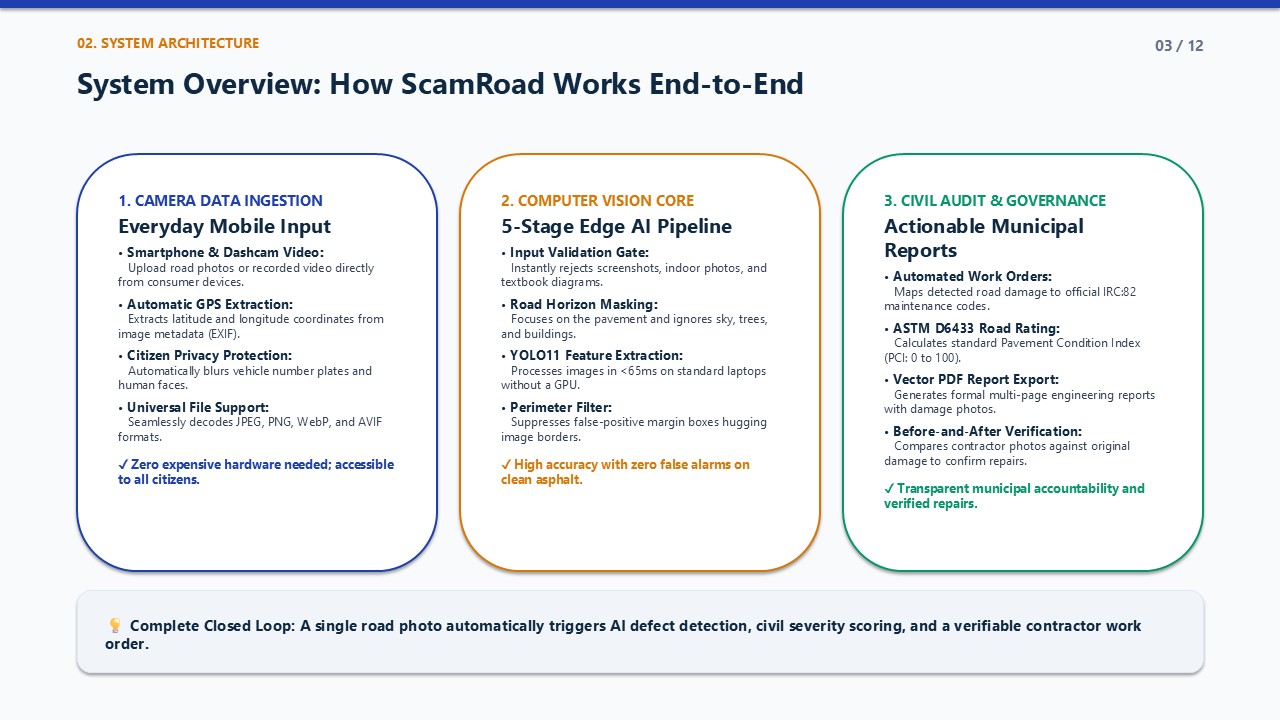 02. SYSTEM ARCHITECTURE
03 / 12
System Overview: How ScamRoad Works End-to-End
1. CAMERA DATA INGESTION
Everyday Mobile Input
• Smartphone & Dashcam Video:
Upload road photos or recorded video directly
from consumer devices.
• Automatic GPS Extraction:
Extracts latitude and longitude coordinates from
image metadata (EXIF).
• Citizen Privacy Protection:
Automatically blurs vehicle number plates and
human faces.
• Universal File Support:
Seamlessly decodes JPEG, PNG, WebP, and AVIF
formats.
✓ Zero expensive hardware needed; accessible
to all citizens.
2. COMPUTER VISION CORE
5-Stage Edge AI Pipeline
• Input Validation Gate:
Instantly rejects screenshots, indoor photos, and
textbook diagrams.
• Road Horizon Masking:
Focuses on the pavement and ignores sky, trees,
and buildings.
• YOLO11 Feature Extraction:
Processes images in <65ms on standard laptops
without a GPU.
• Perimeter Filter:
Suppresses false-positive margin boxes hugging
image borders.
✓ High accuracy with zero false alarms on
clean asphalt.
3. CIVIL AUDIT & GOVERNANCE
Actionable Municipal
Reports
• Automated Work Orders:
Maps detected road damage to official IRC:82
maintenance codes.
• ASTM D6433 Road Rating:
Calculates standard Pavement Condition Index
(PCI: 0 to 100).
• Vector PDF Report Export:
Generates formal multi-page engineering reports
with damage photos.
• Before-and-After Verification:
Compares contractor photos against original
damage to confirm repairs.
✓ Transparent municipal accountability and
verified repairs.
💡 Complete Closed Loop: A single road photo automatically triggers AI defect detection, civil severity scoring, and a verifiable contractor work
order.